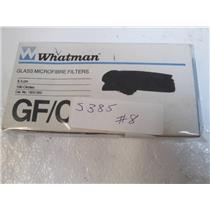 Whatman
GLASS MICROFIBRE FILTERS
100 Circles
GF/C
S385
#8